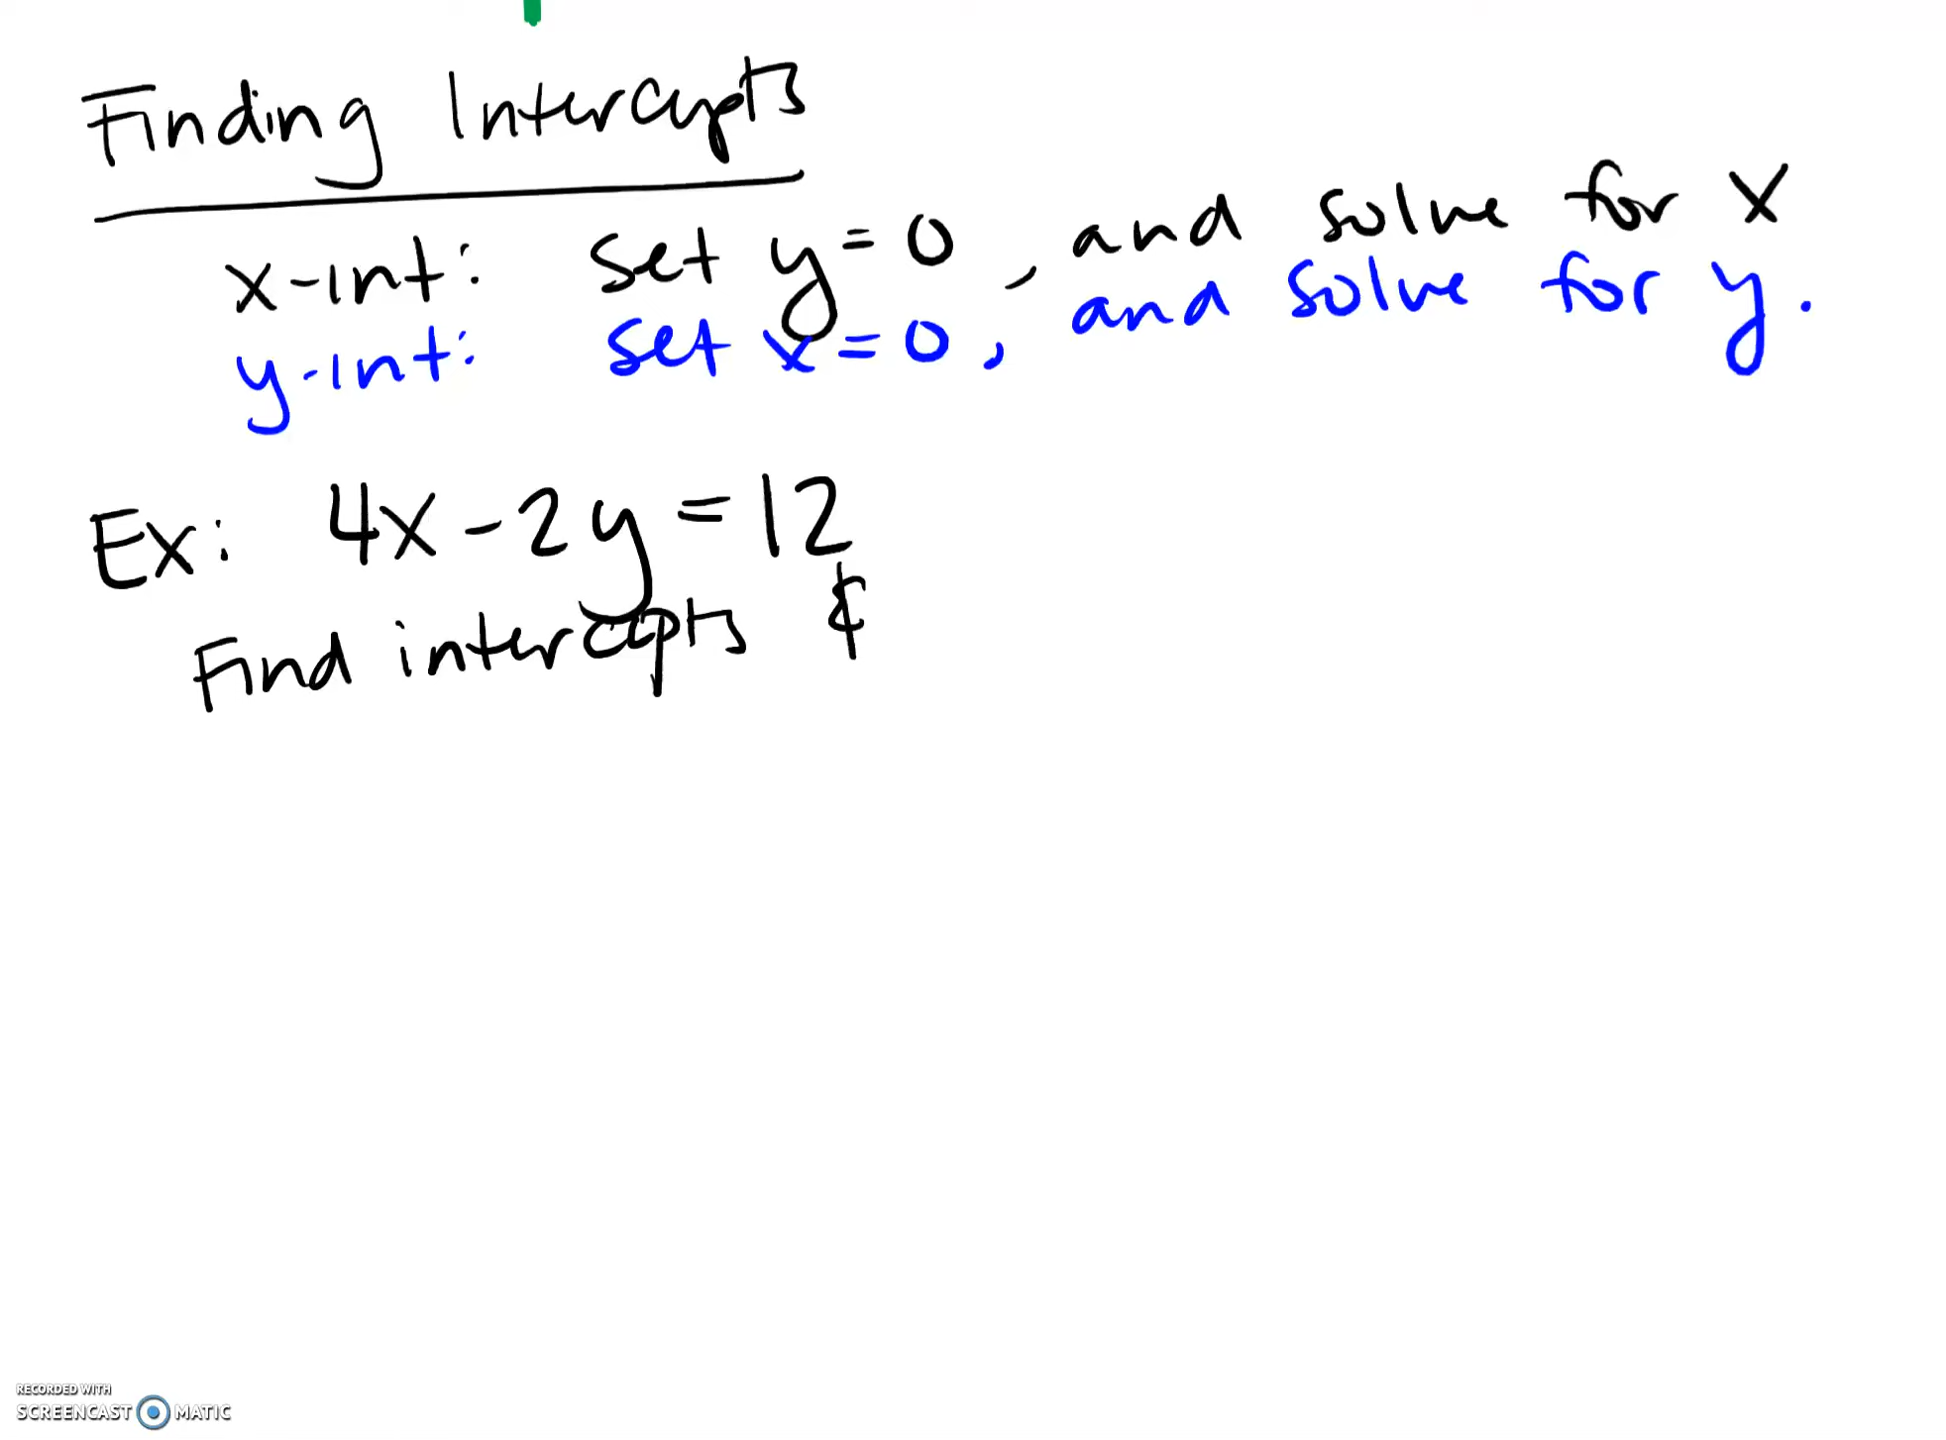 Finding Intercepts
x-int: set y=0, and solve for x
y-int: set x=0, and solve for y.
Ex: 4x-2y=12
Find intercepts &
RECORDED WITH
SCREENCAST MATIC